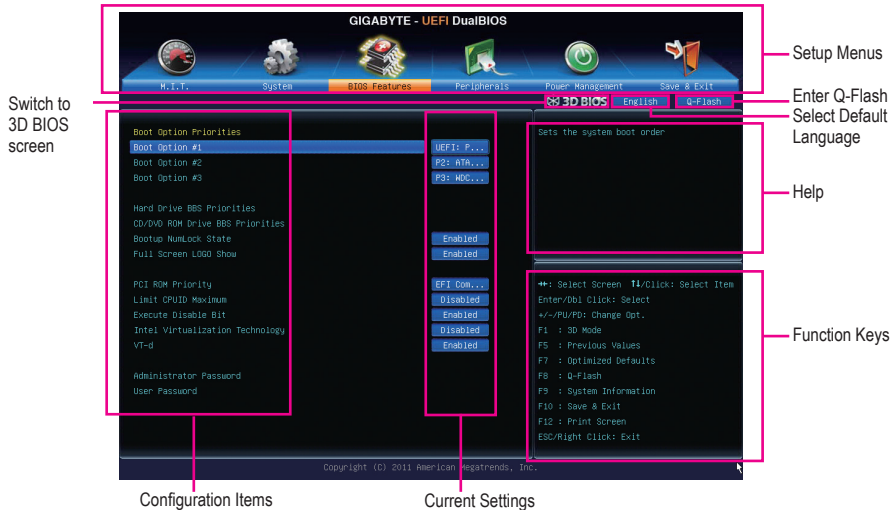 GIGABYTE - UEFI DualBIOS
M.I.T.
System
BIOS Features
Peripherals
Power Management
Save & Exit
Setup Menus
Switch to
3D BIOS
screen
3D BIOS
English
Q-Flash
Enter Q-Flash
Select Default
Language
Boot Option Priorities
Boot Option #1 UEFI: P...
Boot Option #2 P2: ATA...
Boot Option #3 P3: WDC...
Hard Drive BBS Priorities
CD/DVD ROM Drive BBS Priorities
Bootup NumLock State Enabled
Full Screen LOGO Show Enabled
PCI ROM Priority EFI Com...
Limit CPUID Maximum Disabled
Execute Disable Bit Enabled
Intel Virtualization Technology Disabled
VT-d Enabled
Administrator Password
User Password
Sets the system boot order
Help
→←: Select Screen ↑↓/Click: Select Item
Enter/Dbl Click: Select
+/-/PU/PD: Change Opt.
F1 : 3D Mode
F5 : Previous Values
F7 : Optimized Defaults
F8 : Q-Flash
F9 : System Information
F10 : Save & Exit
F12 : Print Screen
ESC/Right Click: Exit
Function Keys
Copyright (C) 2011 American Megatrends, Inc.
Configuration Items
Current Settings